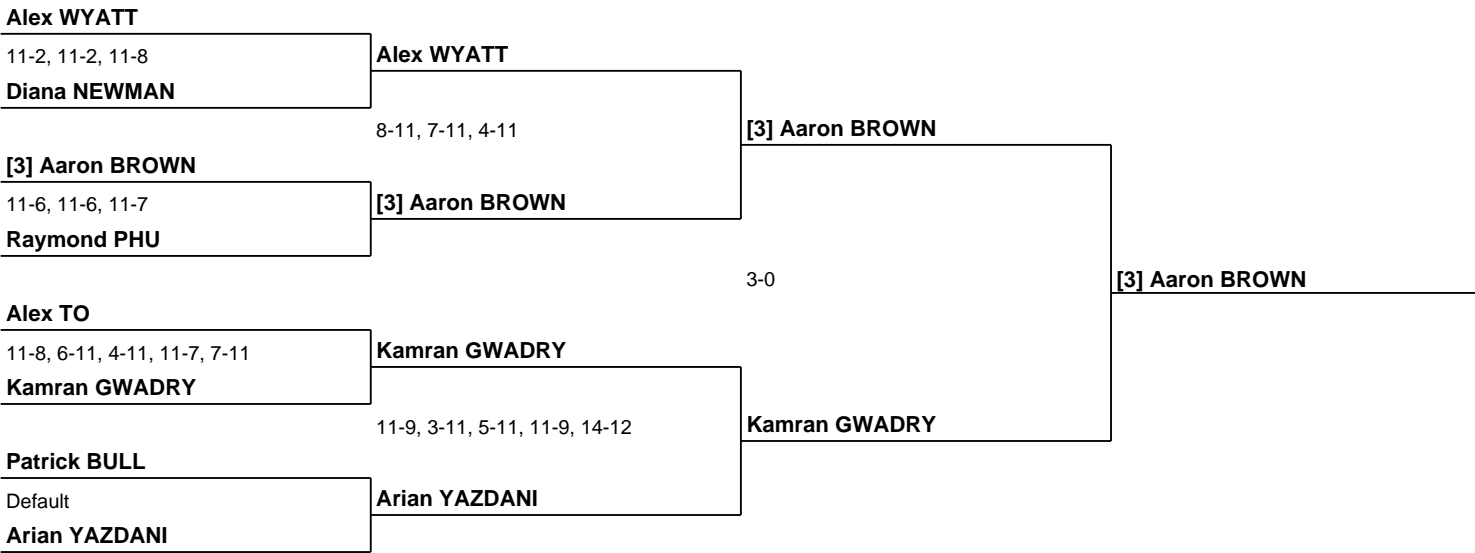 Alex WYATT
11-2, 11-2, 11-8
Diana NEWMAN
Alex WYATT
8-11, 7-11, 4-11
[3] Aaron BROWN
[3] Aaron BROWN
11-6, 11-6, 11-7
Raymond PHU
[3] Aaron BROWN
3-0
[3] Aaron BROWN
Alex TO
11-8, 6-11, 4-11, 11-7, 7-11
Kamran GWADRY
Kamran GWADRY
11-9, 3-11, 5-11, 11-9, 14-12
Kamran GWADRY
Patrick BULL
Default
Arian YAZDANI
Arian YAZDANI